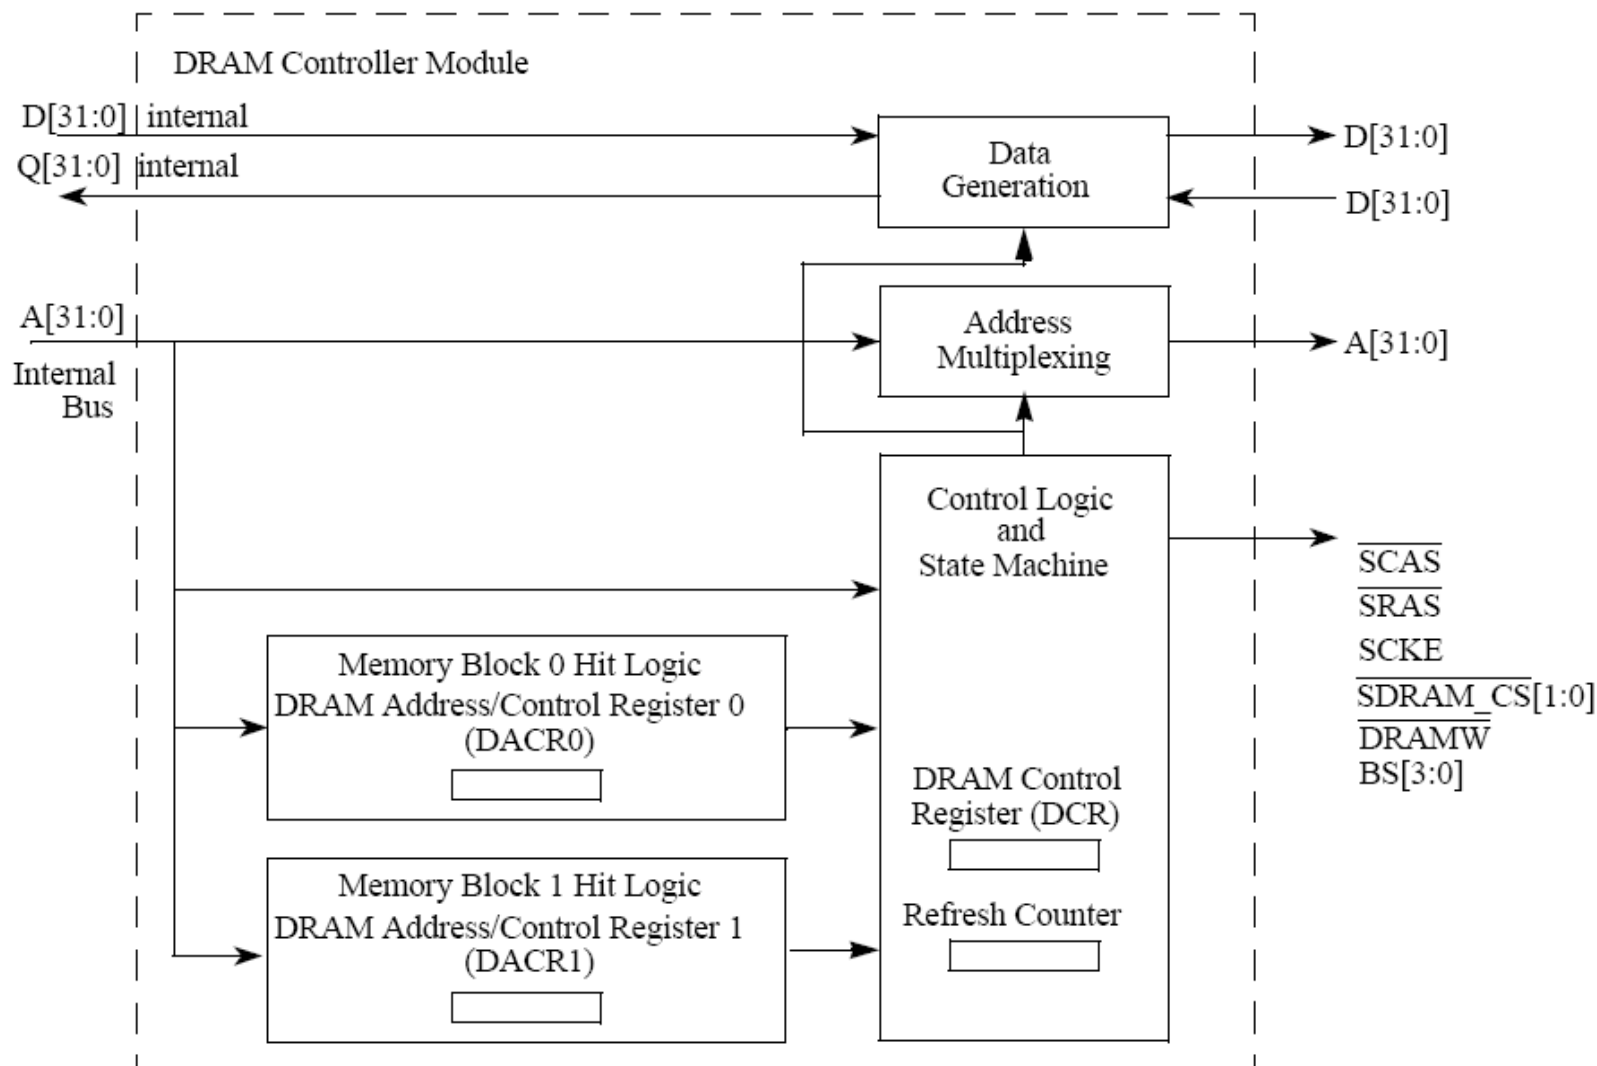 DRAM Controller Module
D[31:0] internal
Q[31:0] internal
Data
Generation
D[31:0]
D[31:0]
A[31:0]
Internal
Bus
Address
Multiplexing
A[31:0]
Control Logic
and
State Machine
SCAS
SRAS
SCKE
SDRAM_CS[1:0]
DRAMW
BS[3:0]
Memory Block 0 Hit Logic
DRAM Address/Control Register 0
(DACR0)
DRAM Control
Register (DCR)
Memory Block 1 Hit Logic
DRAM Address/Control Register 1
(DACR1)
Refresh Counter